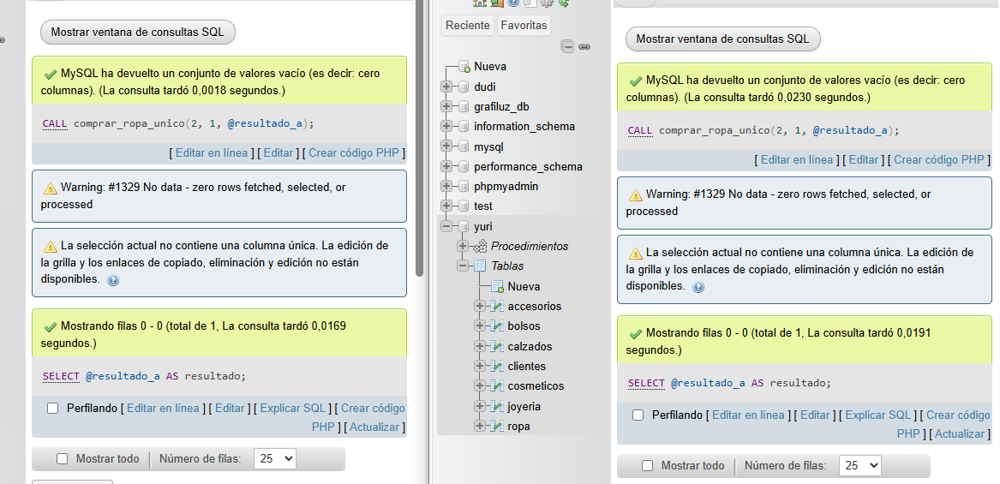 Mostrar ventana de consultas SQL
MySQL ha devuelto un conjunto de valores vacío (es decir: cero
columnas). (La consulta tardó 0,0018 segundos.)
CALL comprar_ropa_unico(2, 1, @resultado_a);
[ Editar en línea ] [ Editar ] [ Crear código PHP ]
Warning: #1329 No data - zero rows fetched, selected, or
processed
La selección actual no contiene una columna única. La edición de
la grilla y los enlaces de copiado, eliminación y edición no están
disponibles.
Mostrando filas 0 - 0 (total de 1, La consulta tardó 0,0169
segundos.)
SELECT @resultado_a AS resultado;
Perfilando [ Editar en línea ] [ Editar ] [ Explicar SQL ] [ Crear código
PHP ] [ Actualizar ]
Mostrar todo
Número de filas: 25
Reciente
Favoritas
Nueva
dudi
grafiluz_db
information_schema
mysql
performance_schema
phpmyadmin
test
yuri
Procedimientos
Tablas
Nueva
accesorios
bolsos
calzados
clientes
cosmeticos
joyeria
ropa
Mostrar ventana de consultas SQL
MySQL ha devuelto un conjunto de valores vacío (es decir: cero
columnas). (La consulta tardó 0,0230 segundos.)
CALL comprar_ropa_unico(2, 1, @resultado_a);
[ Editar en línea ] [ Editar ] [ Crear código PHP ]
Warning: #1329 No data - zero rows fetched, selected, or
processed
La selección actual no contiene una columna única. La edición de
la grilla y los enlaces de copiado, eliminación y edición no están
disponibles.
Mostrando filas 0 - 0 (total de 1, La consulta tardó 0,0191
segundos.)
SELECT @resultado_a AS resultado;
Perfilando [ Editar en línea ] [ Editar ] [ Explicar SQL ] [ Crear código
PHP ] [ Actualizar ]
Mostrar todo
Número de filas: 25